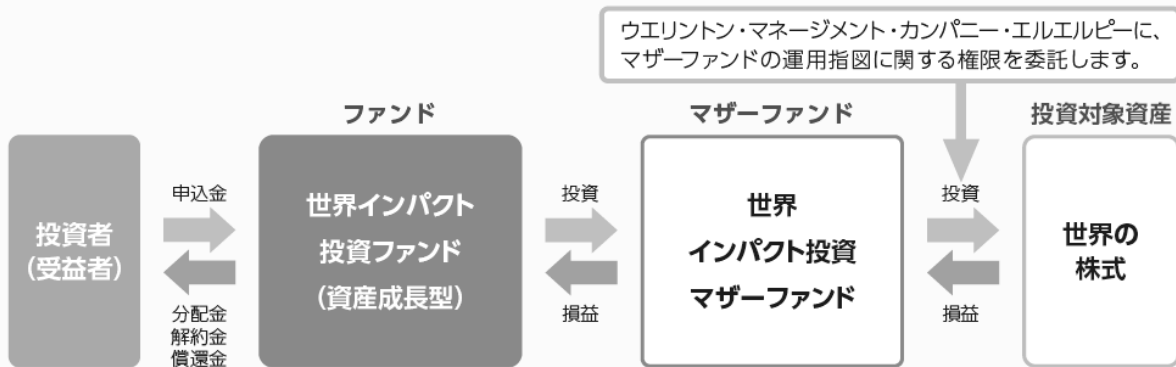 ウエリントン・マネージメント・カンパニー・エルエルピーに、
マザーファンドの運用指図に関する権限を委託します。
ファンド
マザーファンド
投資対象資産
投資者
（受益者）
申込金
分配金
解約金
償還金
世界インパクト
投資ファンド
（資産成長型）
投資
損益
世界
インパクト投資
マザーファンド
投資
損益
世界の
株式